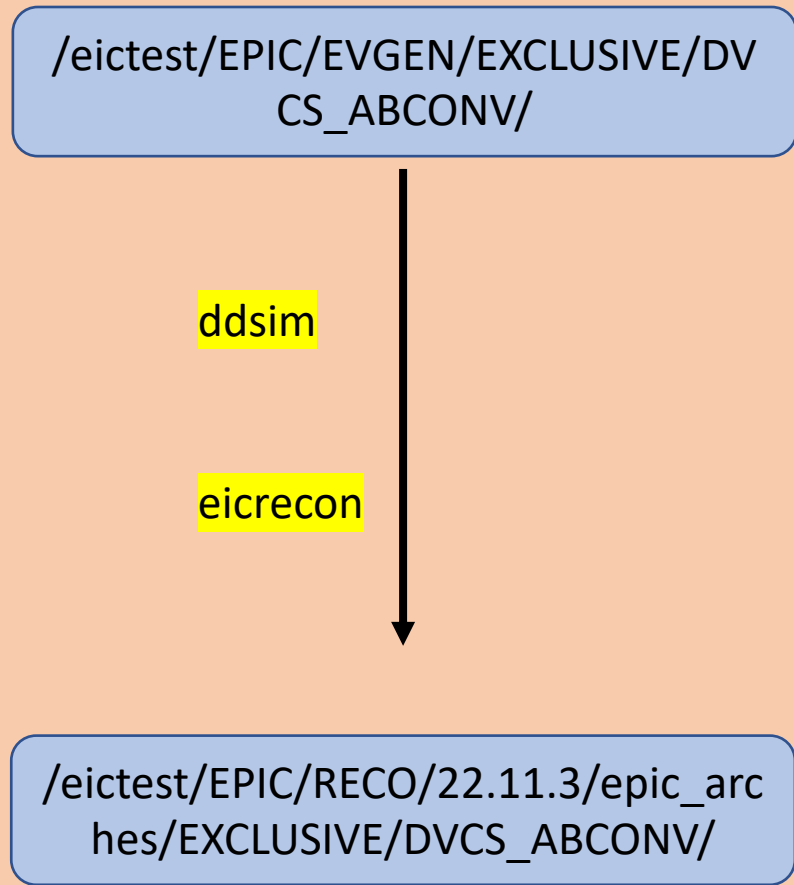 /eictest/EPIC/EVGEN/EXCLUSIVE/DV
CS_ABCONV/
ddsim
eicrecon
/eictest/EPIC/RECO/22.11.3/epic_arc
hes/EXCLUSIVE/DVCS_ABCONV/